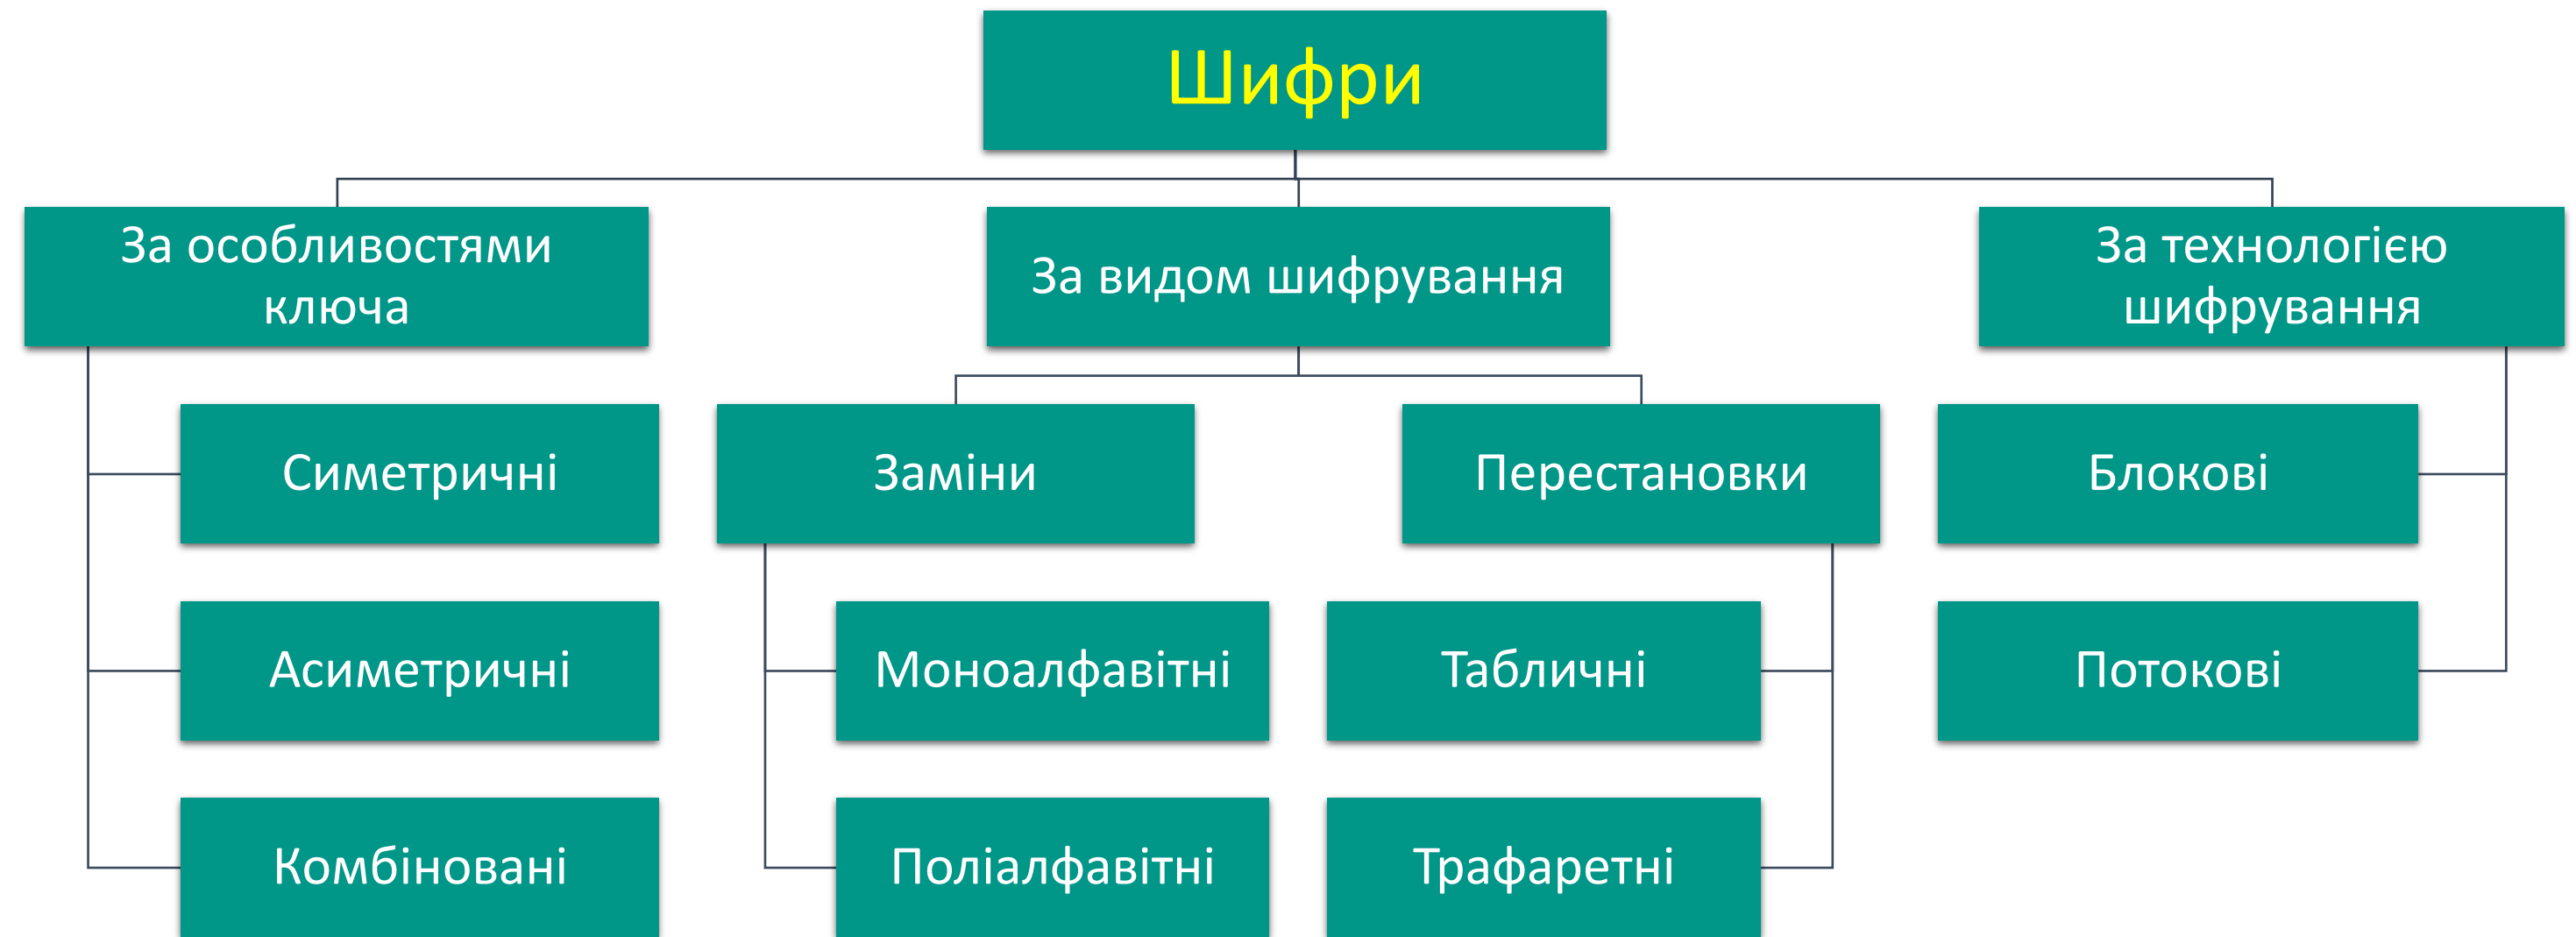 Шифри
За особливостями
ключа
За видом шифрування
За технологією
шифрування
Симетричні
Заміни
Перестановки
Блокові
Асиметричні
Моноалфавітні
Табличні
Потокові
Комбіновані
Поліалфавітні
Трафаретні